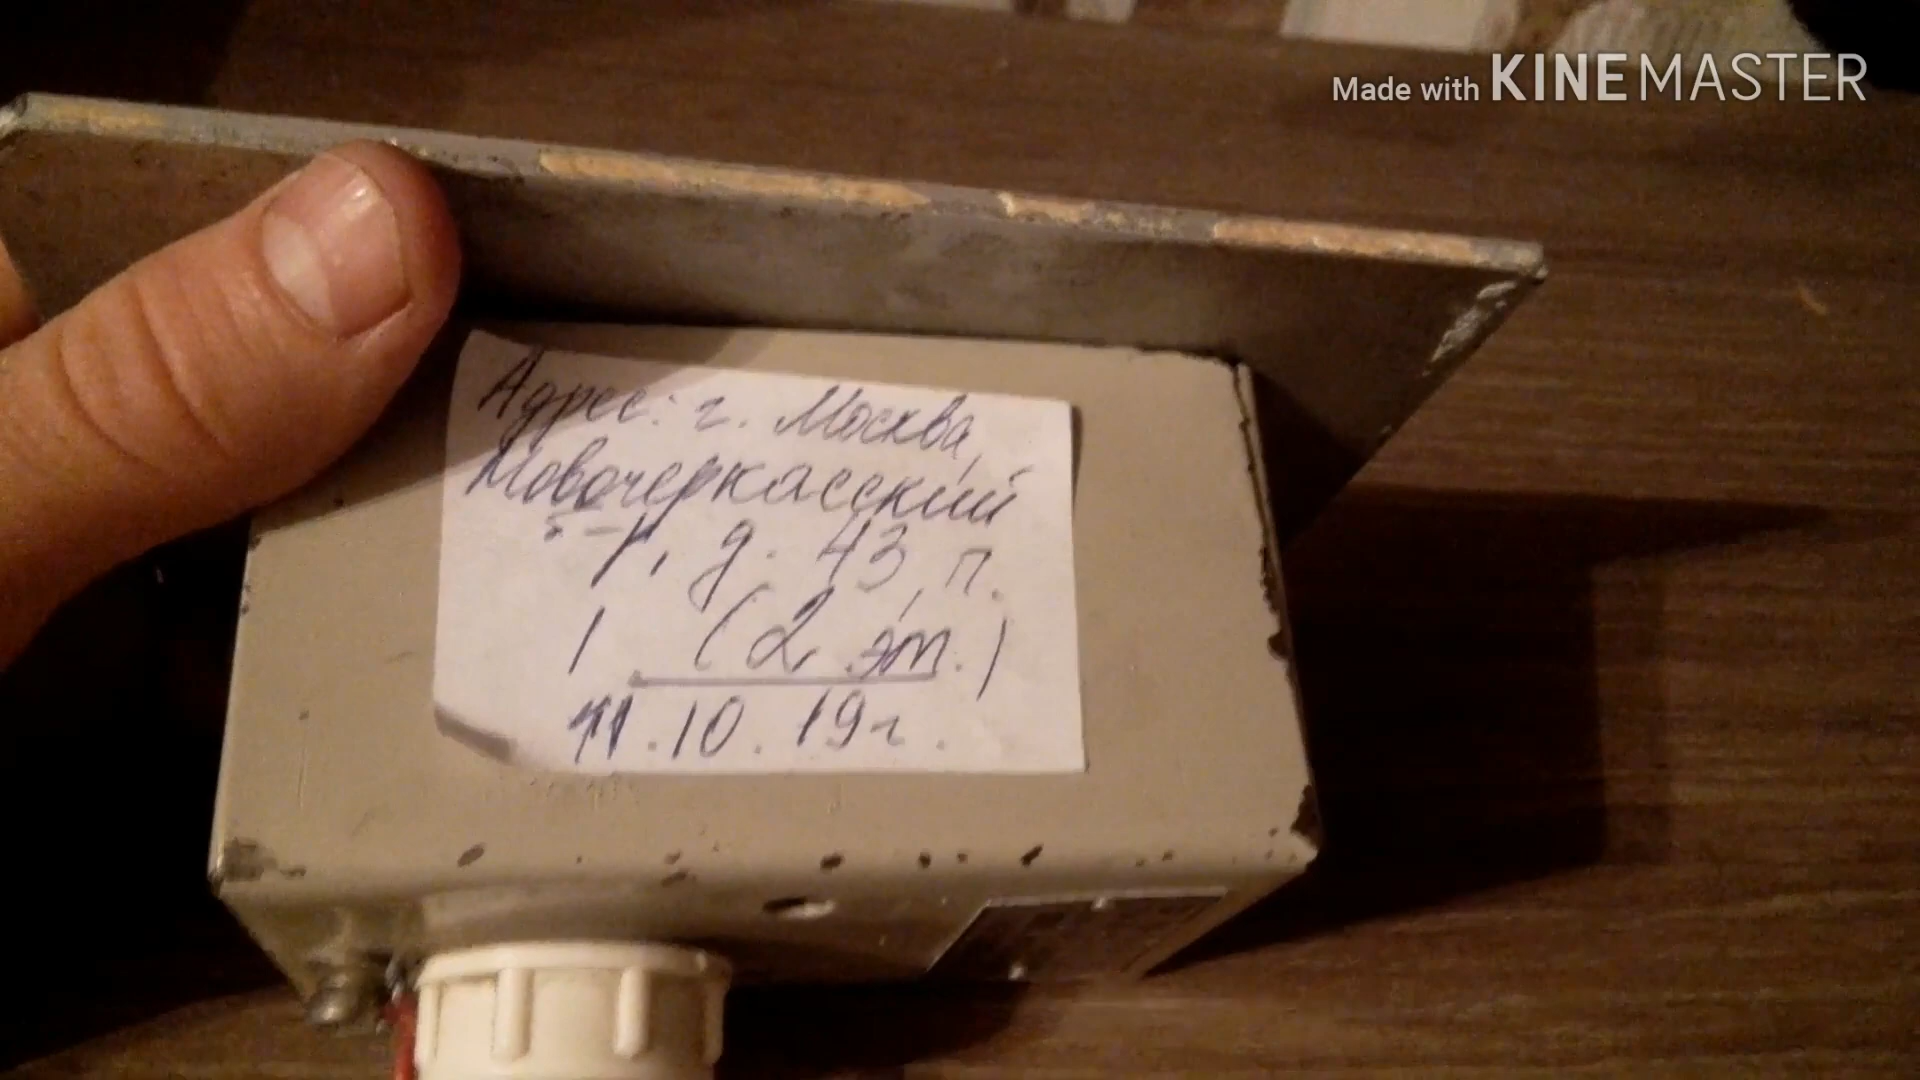 Made with KINEMASTER
Адрес: г. Москва,
Новочеркасский
б-р, д. 43, п.
1 (2 эт.)
11.10.19г.